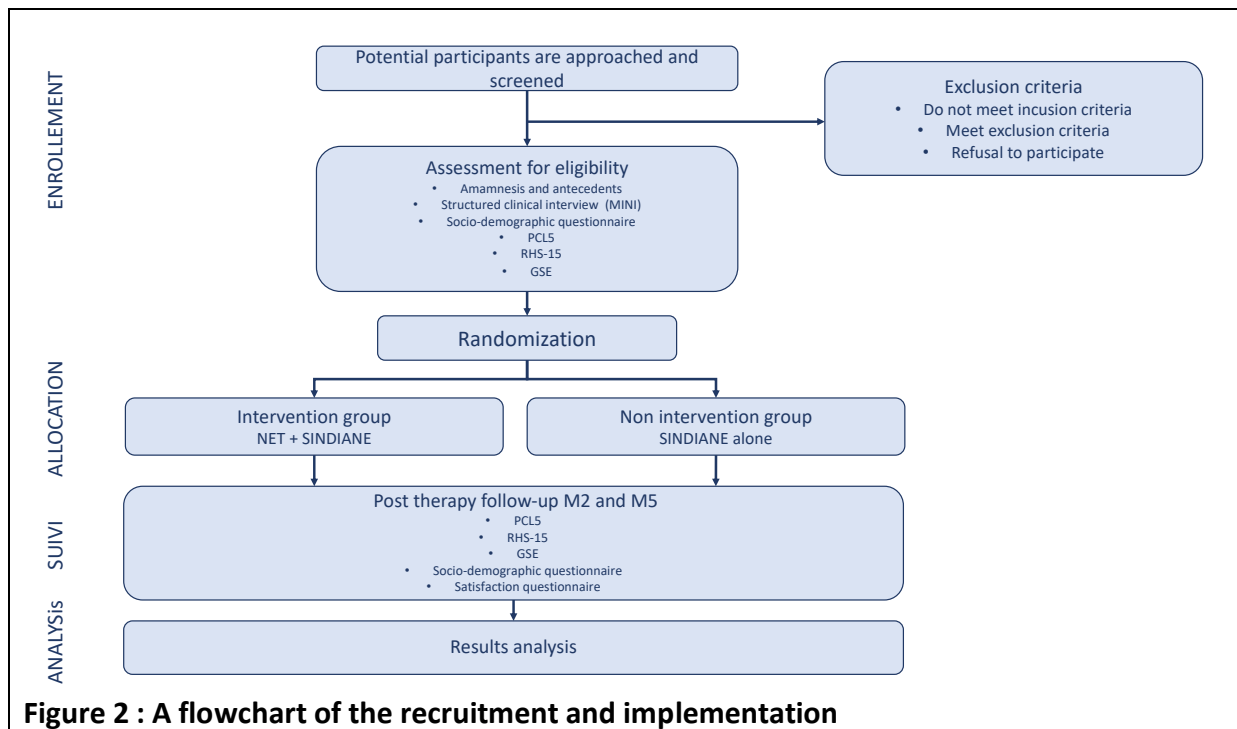 ENROLLEMENT
Potential participants are approached and
screened
Exclusion criteria
• Do not meet incusion criteria
• Meet exclusion criteria
• Refusal to participate
Assessment for eligibility
• Amamnesis and antecedents
• Structured clinical interview (MINI)
• Socio-demographic questionnaire
• PCL5
• RHS-15
• GSE
Randomization
ALLOCATION
Intervention group
NET + SINDIANE
Non intervention group
SINDIANE alone
SUIVI
Post therapy follow-up M2 and M5
• PCL5
• RHS-15
• GSE
• Socio-demographic questionnaire
• Satisfaction questionnaire
ANALYSis
Results analysis
Figure 2 : A flowchart of the recruitment and implementation